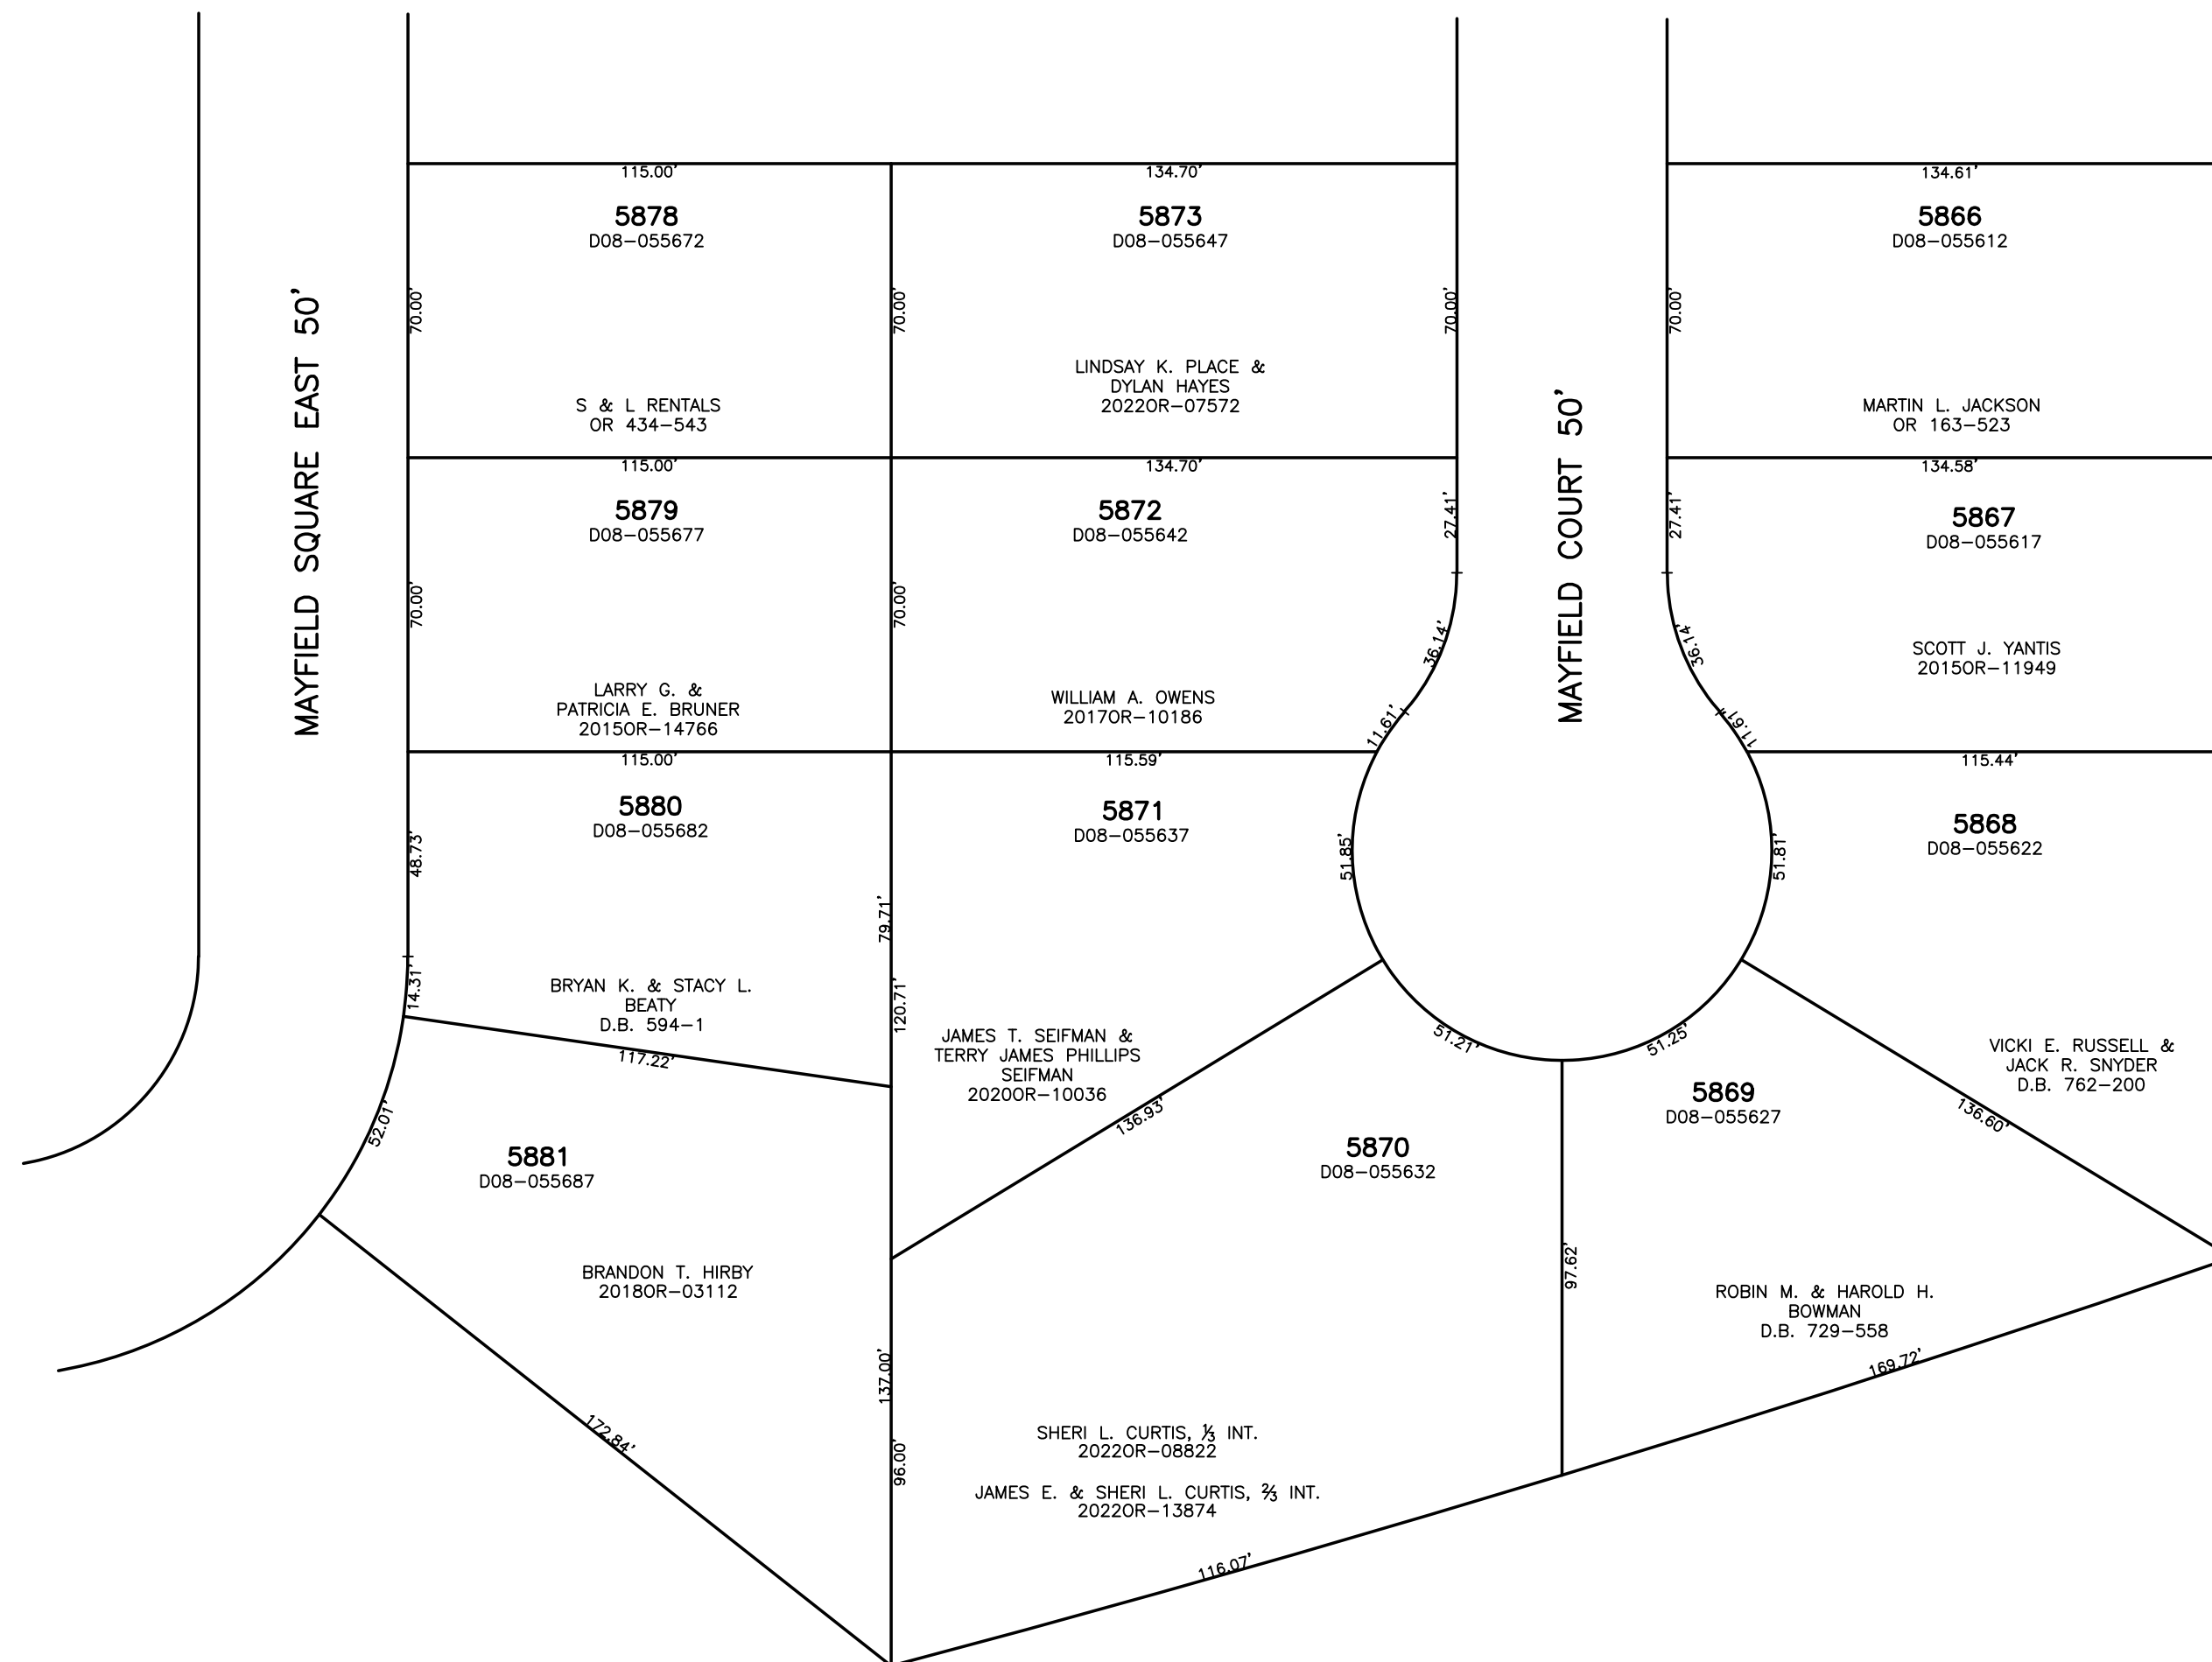 MAYFIELD SQUARE EAST 50'
115.00'
5878
D08-055672
70.00'
S & L RENTALS
OR 434-543
134.70'
5873
D08-055647
70.00'
70.00'
LINDSAY K. PLACE &
DYLAN HAYES
2022OR-07572
MAYFIELD COURT 50'
134.61'
5866
D08-055612
70.00'
MARTIN L. JACKSON
OR 163-523
115.00'
5879
D08-055677
70.00'
LARRY G. &
PATRICIA E. BRUNER
2015OR-14766
134.70'
5872
D08-055642
70.00'
27.41'
36.14'
11.61'
WILLIAM A. OWENS
2017OR-10186
134.58'
5867
D08-055617
27.41'
36.14'
11.61'
SCOTT J. YANTIS
2015OR-11949
115.00'
5880
D08-055682
48.73'
14.31'
79.71'
BRYAN K. & STACY L.
BEATY
D.B. 594-1
117.22'
115.59'
5871
D08-055637
51.85'
120.71'
JAMES T. SEIFMAN &
TERRY JAMES PHILLIPS
SEIFMAN
2020OR-10036
136.93'
115.44'
5868
D08-055622
51.81'
VICKI E. RUSSELL &
JACK R. SNYDER
D.B. 762-200
136.60'
52.01'
5881
D08-055687
BRANDON T. HIRBY
2018OR-03112
137.00'
172.84'
51.21'
5870
D08-055632
96.00'
SHERI L. CURTIS, ⅓ INT.
2022OR-08822
JAMES E. & SHERI L. CURTIS, ⅔ INT.
2022OR-13874
116.07'
51.25'
5869
D08-055627
97.62'
ROBIN M. & HAROLD H.
BOWMAN
D.B. 729-558
169.72'